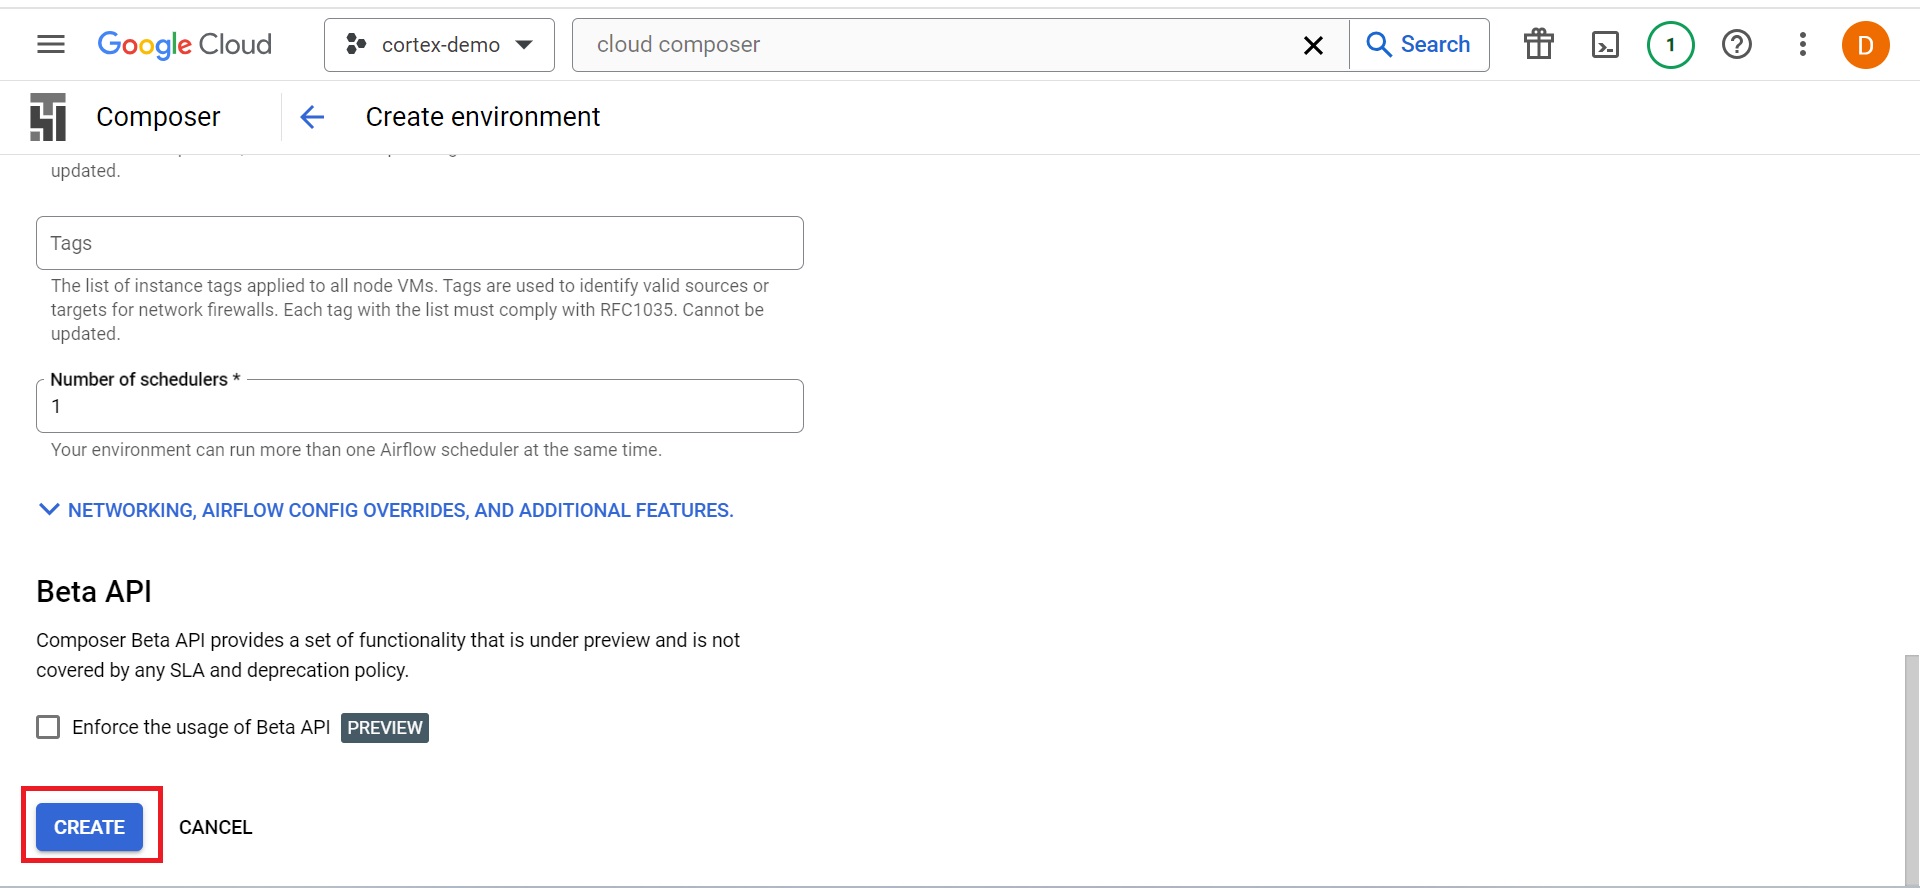 Google Cloud
cortex-demo
cloud composer
Search
1
D
Composer
Create environment
updated.
Tags
The list of instance tags applied to all node VMs. Tags are used to identify valid sources or
targets for network firewalls. Each tag with the list must comply with RFC1035. Cannot be
updated.
Number of schedulers *
1
Your environment can run more than one Airflow scheduler at the same time.
NETWORKING, AIRFLOW CONFIG OVERRIDES, AND ADDITIONAL FEATURES.
Beta API
Composer Beta API provides a set of functionality that is under preview and is not
covered by any SLA and deprecation policy.
Enforce the usage of Beta API PREVIEW
CREATE
CANCEL